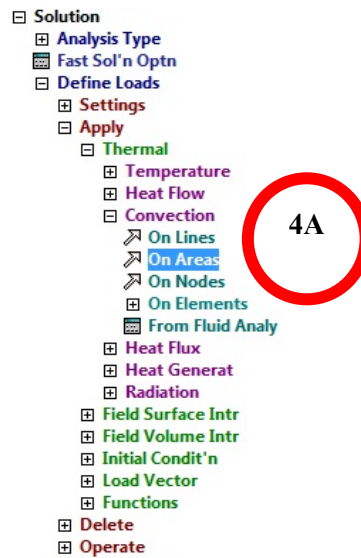 Solution
Analysis Type
Fast Sol'n Optn
Define Loads
Settings
Apply
Thermal
Temperature
Heat Flow
Convection
On Lines
On Areas
On Nodes
On Elements
From Fluid Analy
Heat Flux
Heat Generat
Radiation
Field Surface Intr
Field Volume Intr
Initial Condit'n
Load Vector
Functions
Delete
Operate
4A